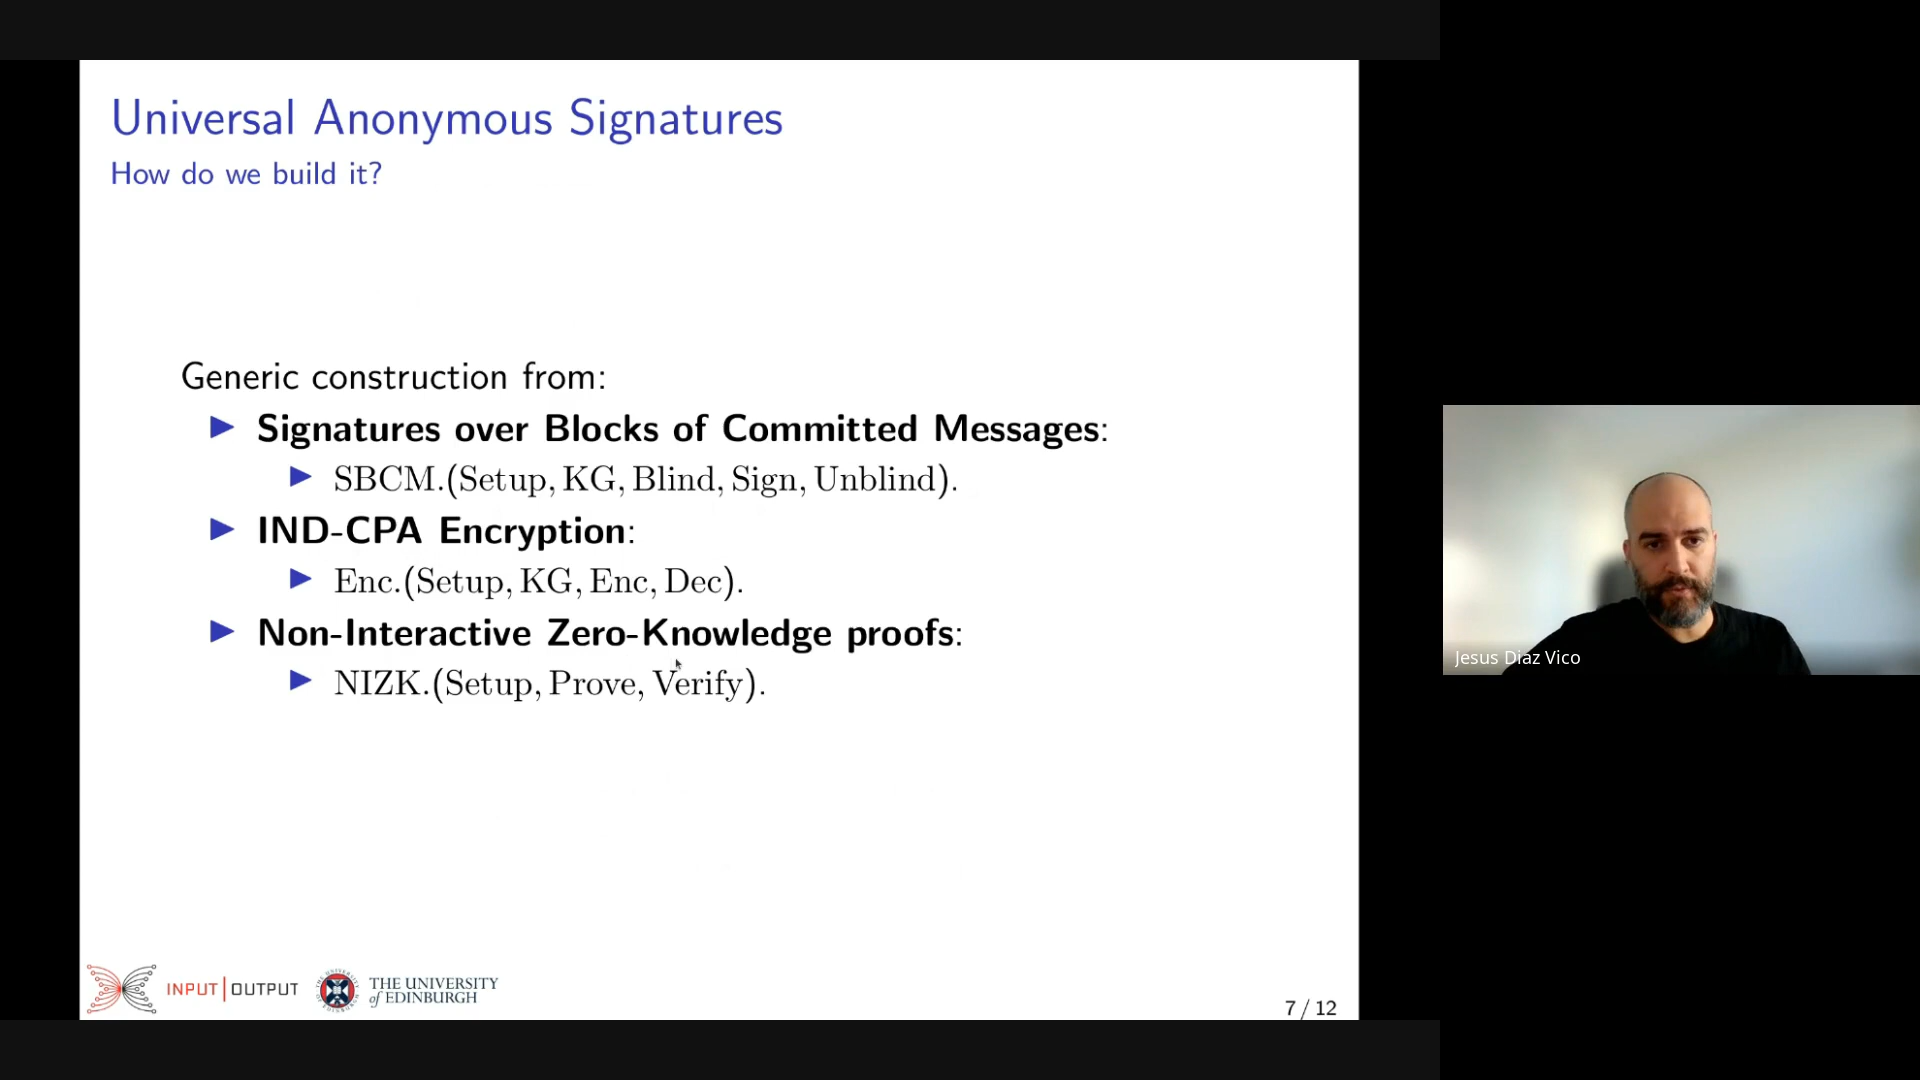 Universal Anonymous Signatures
How do we build it?
Generic construction from:
Signatures over Blocks of Committed Messages:
SBCM.(Setup, KG, Blind, Sign, Unblind).
IND-CPA Encryption:
Enc.(Setup, KG, Enc, Dec).
Non-Interactive Zero-Knowledge proofs:
NIZK.(Setup, Prove, Verify).
Jesus Diaz Vico
INPUT | OUTPUT
THE UNIVERSITY
of EDINBURGH
7 / 12